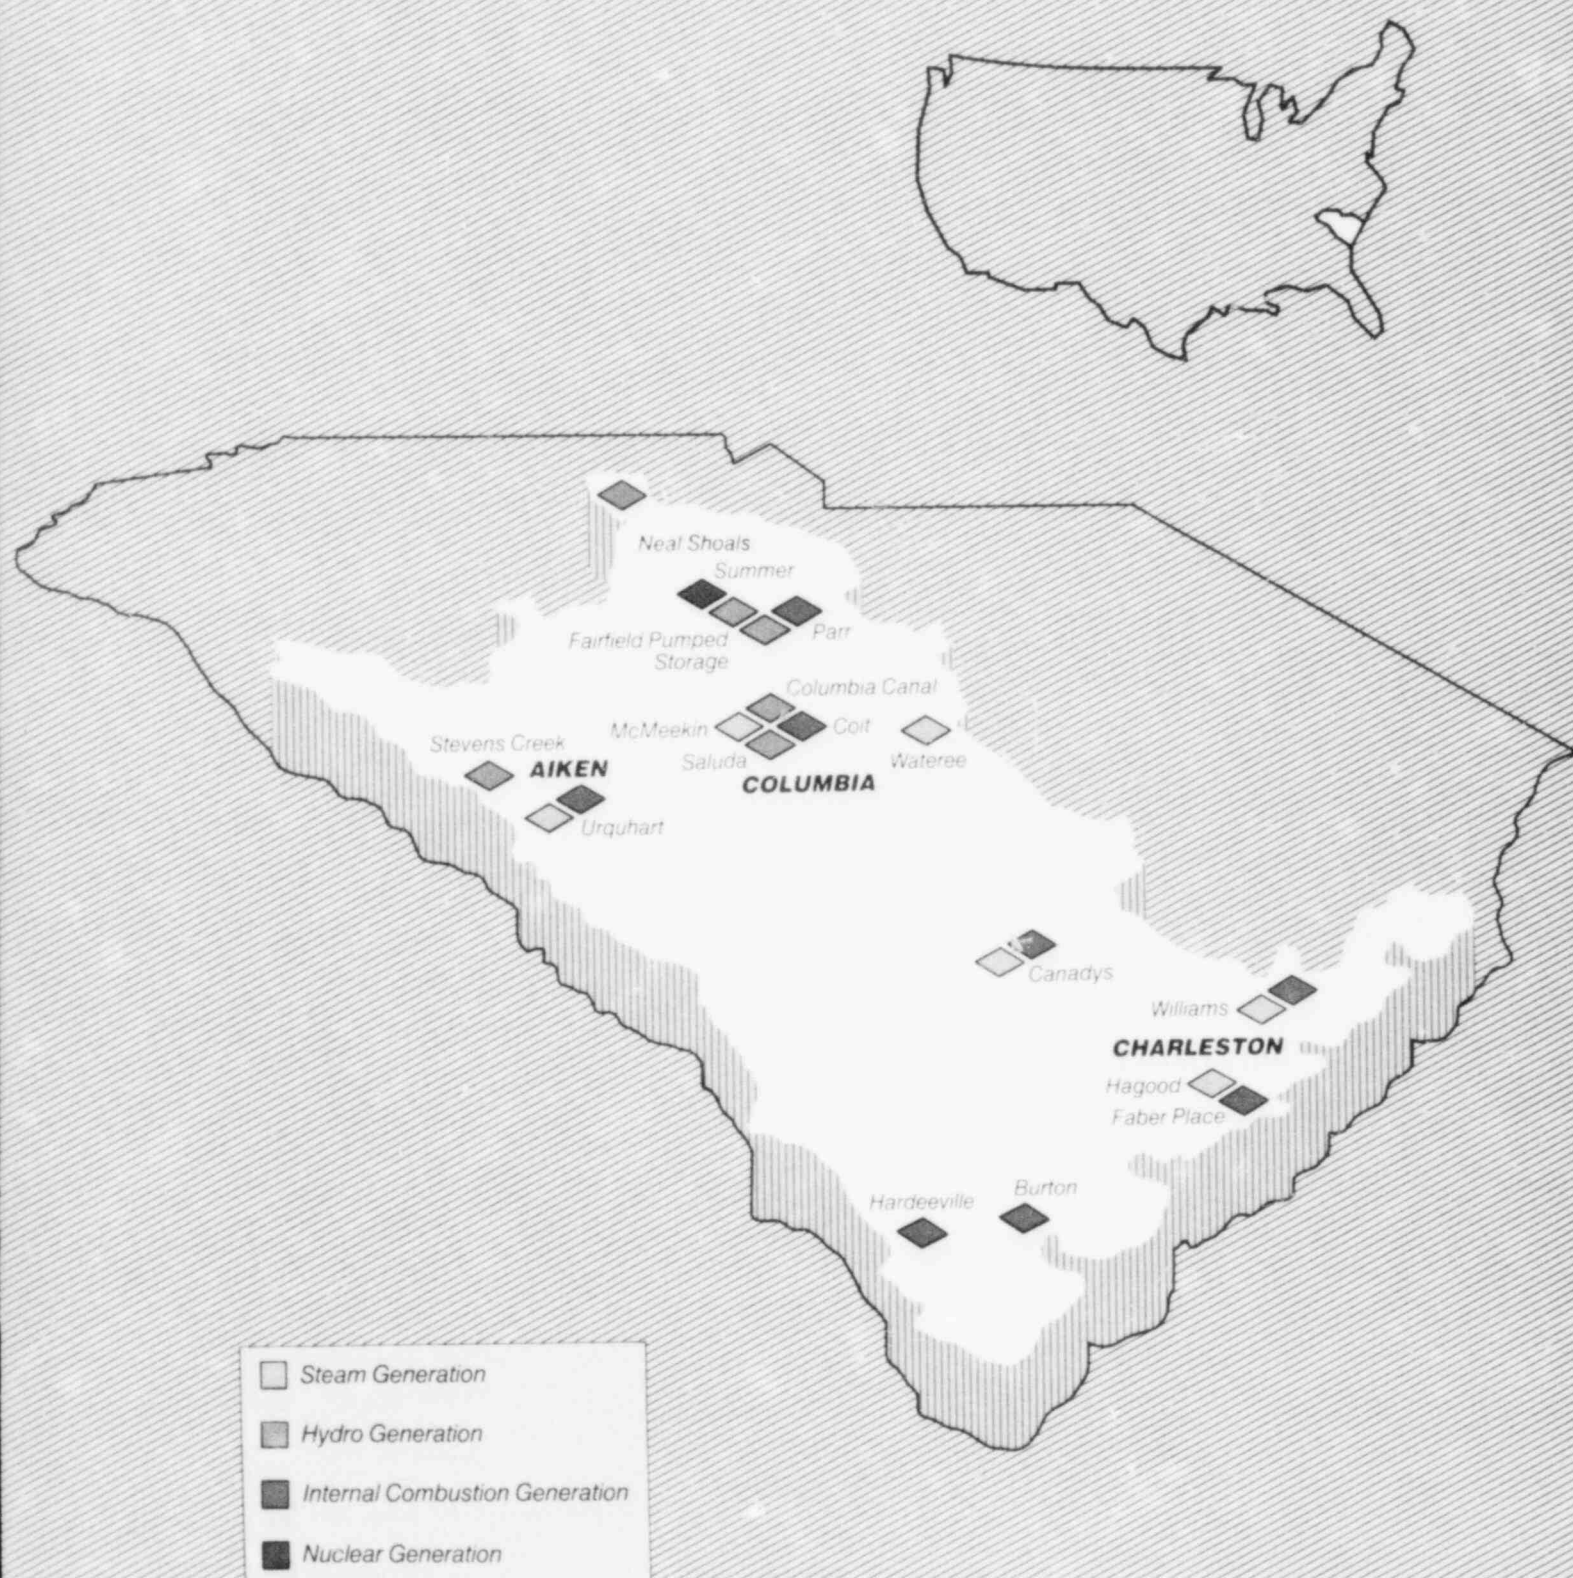 Neal Shoals
Summer
Parr
Fairfield Pumped
Storage
Columbia Canal
McMeekin
Coit
Saluda
Wateree
COLUMBIA
Stevens Creek
AIKEN
Urquhart
Canadys
Williams
CHARLESTON
Hagood
Faber Place
Hardeeville
Burton
Steam Generation
Hydro Generation
Internal Combustion Generation
Nuclear Generation